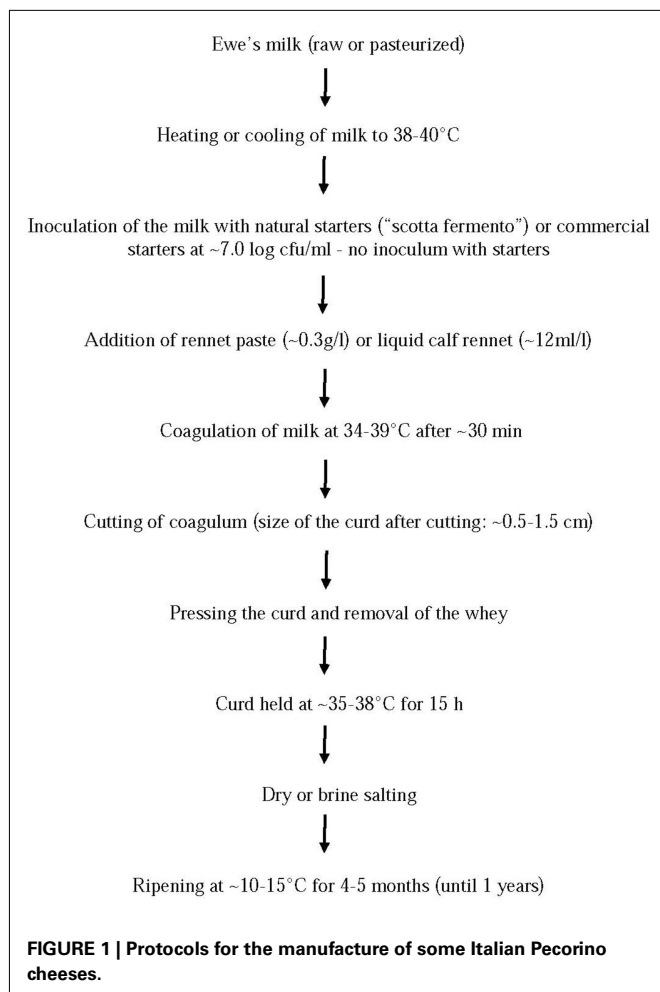 Ewe's milk (raw or pasteurized)
Heating or cooling of milk to 38-40°C
Inoculation of the milk with natural starters ("scotta fermento") or commercial
starters at ~7.0 log cfu/ml - no inoculum with starters
Addition of rennet paste (~0.3g/l) or liquid calf rennet (~12ml/l)
Coagulation of milk at 34-39°C after ~30 min
Cutting of coagulum (size of the curd after cutting: ~0.5-1.5 cm)
Pressing the curd and removal of the whey
Curd held at ~35-38°C for 15 h
Dry or brine salting
Ripening at ~10-15°C for 4-5 months (until 1 years)
FIGURE 1 | Protocols for the manufacture of some Italian Pecorino
cheeses.